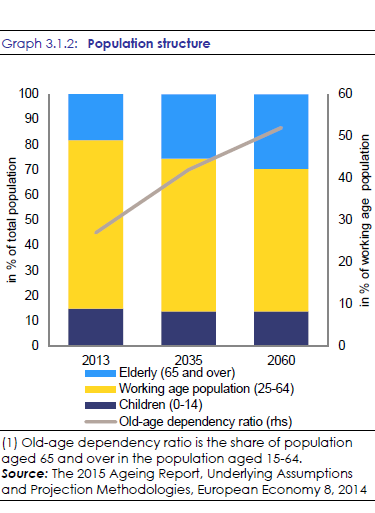 Graph 3.1.2: Population structure
100
90
80
70
60
50
40
30
20
10
0
in % of total population
60
50
40
30
20
10
0
in % of working age population
2013 2035 2060
Elderly (65 and over)
Working age population (25-64)
Children (0-14)
Old-age dependency ratio (rhs)
(1) Old-age dependency ratio is the share of population
aged 65 and over in the population aged 15-64.
Source: The 2015 Ageing Report, Underlying Assumptions
and Projection Methodologies, European Economy 8, 2014